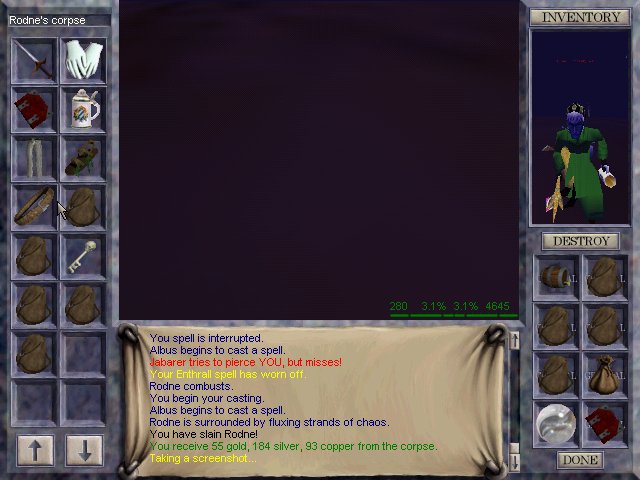 Rodne's corpse
INVENTORY
DESTROY
280 3.1% 3.1% 4645
You spell is interrupted.
Albus begins to cast a spell.
Jabarer tries to pierce YOU, but misses!
Your Enthrall spell has worn off.
Rodne combusts.
You begin your casting.
Albus begins to cast a spell.
Rodne is surrounded by fluxing strands of chaos.
You have slain Rodne!
You receive 55 gold, 184 silver, 93 copper from the corpse.
Taking a screenshot...
DONE